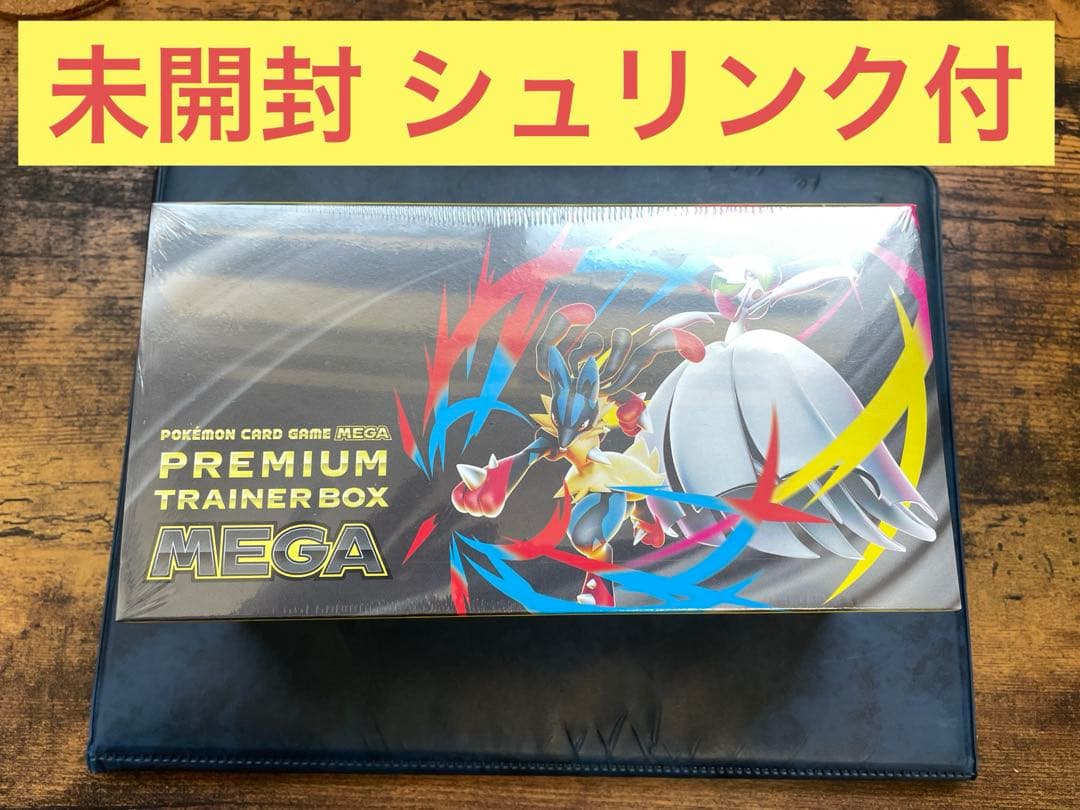 未開封 シュリンク付
POKÉMON CARD GAME MEGA
PREMIUM
TRAINER BOX
MEGA